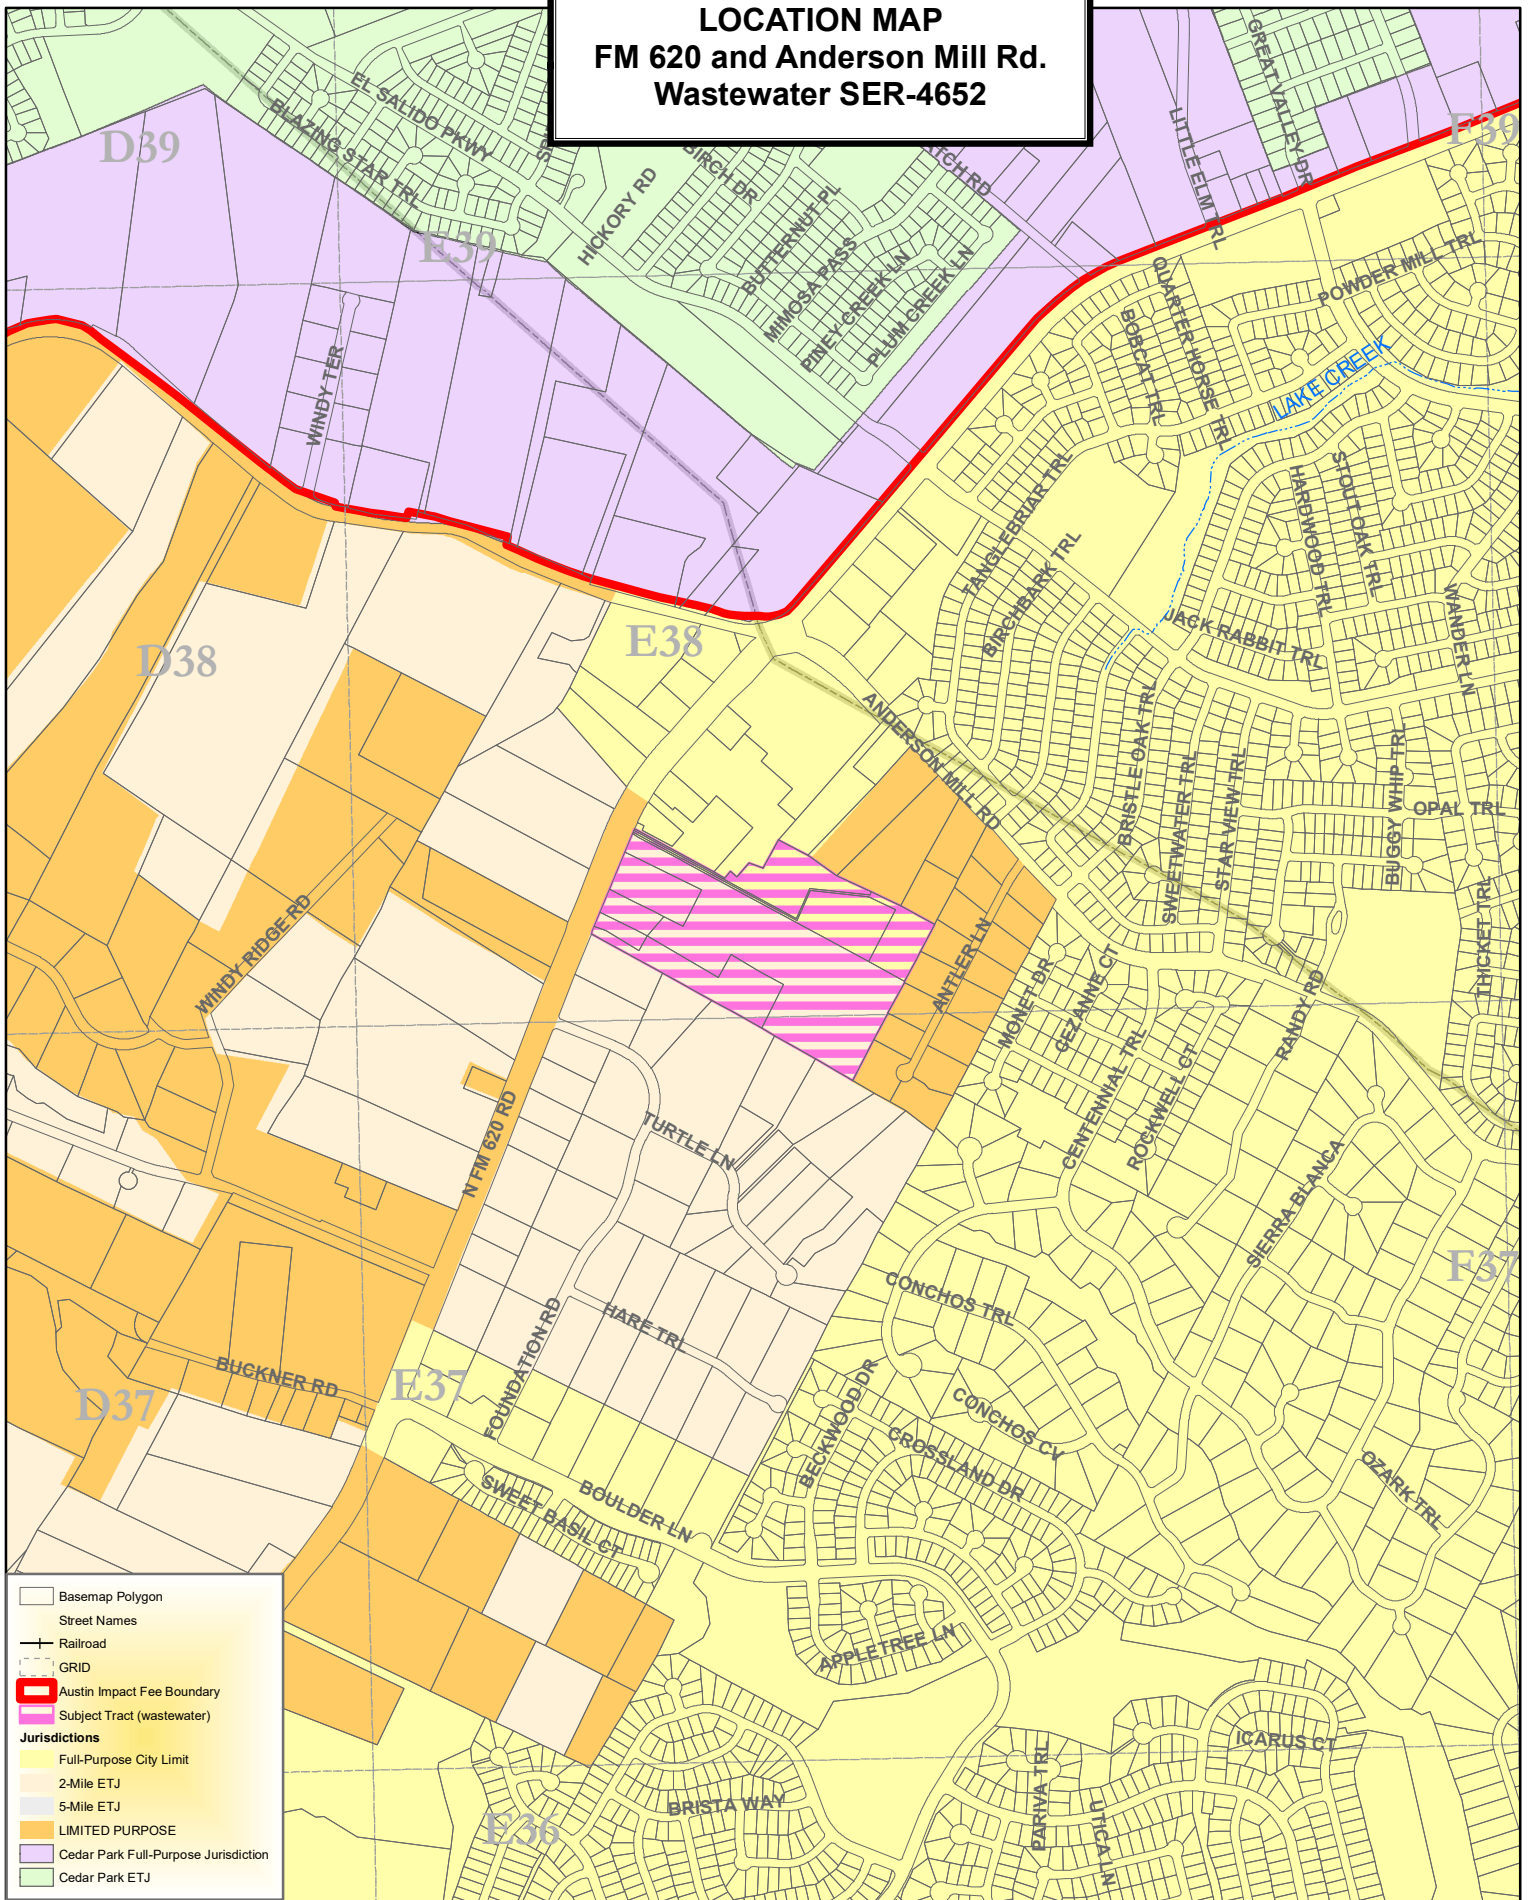 LOCATION MAP
FM 620 and Anderson Mill Rd.
Wastewater SER-4652
GREAT VALLEY DR
EL SALIDO PKWY
BLAZING STAR TRL
D39
F39
LITTLE ELM TRL
BIRCH DR
HICKORY RD
BUTTERNUT PL
MIMOSA PASS
PINEY CREEK LN
PLUM CREEK LN
E39
QUARTER HORSE TRL
POWDER MILL TRL
BOBCAT TRL
LAKE CREEK
WINDY TER
TANGLEBRIAR TRL
BIRCHBARK TRL
HARDWOOD TRL
STOUT OAK TRL
WANDER LN
JACK RABBIT TRL
D38
E38
ANDERSON MILL RD
BRISTLE OAK TRL
SWEETWATER TRL
STAR VIEW TRL
BUGGY WHIP TRL
OPAL TRL
THICKET TRL
WINDY RIDGE RD
ANTLER LN
MONET DR
CEZANNE CT
CENTENNIAL TRL
ROCKWELL CT
RANDY RD
N FM 620 RD
TURTLE LN
SIERRA BLANCA
F37
CONCHOS TRL
HARE TRL
FOUNDATION RD
BUCKNER RD
E37
D37
BECKWOOD DR
CONCHOS CV
CROSSLAND DR
OZARK TRL
SWEET BASIL CT
BOULDER LN
APPLETREE LN
ICARUS CT
PARIVA TRL
UTICA LN
BRISTA WAY
E36
Basemap Polygon
Street Names
Railroad
GRID
Austin Impact Fee Boundary
Subject Tract (wastewater)
Jurisdictions
Full-Purpose City Limit
2-Mile ETJ
5-Mile ETJ
LIMITED PURPOSE
Cedar Park Full-Purpose Jurisdiction
Cedar Park ETJ